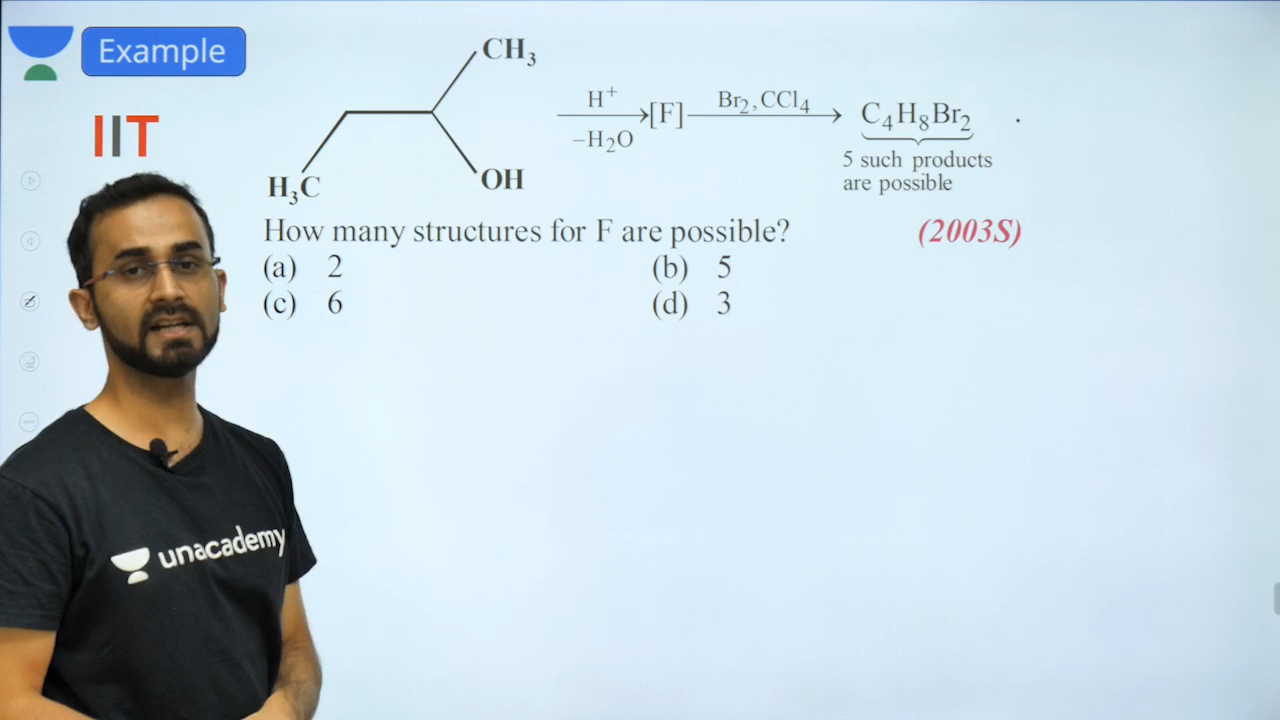 Example
IIT
CH₃
H₃C
OH
H⁺
–H₂O
[F]
Br₂, CCl₄
C₄H₈Br₂ .
5 such products
are possible
How many structures for F are possible? (2003S)
(a) 2 (b) 5
(c) 6 (d) 3
unacademy